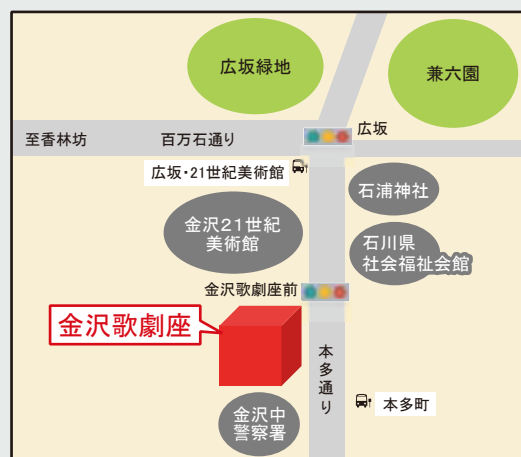 広坂緑地
兼六園
広坂
至香林坊
百万石通り
広坂・21世紀美術館
石浦神社
金沢21世紀
美術館
石川県
社会福祉会館
金沢歌劇座前
金沢歌劇座
本多通り
本多町
金沢中
警察署